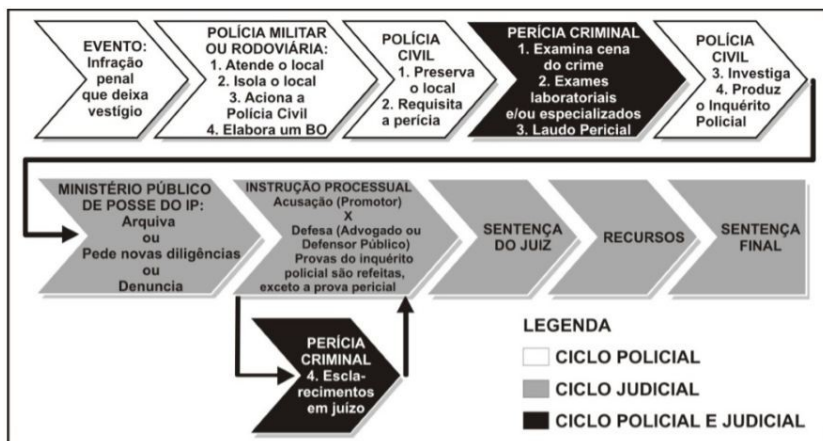 EVENTO:
Infração
penal
que deixa
vestígio
POLÍCIA MILITAR
OU RODOVIÁRIA:
1. Atende o local
2. Isola o local
3. Aciona a
Polícia Civil
4. Elabora um BO
POLÍCIA
CIVIL
1. Preserva
o local
2. Requisita
a perícia
PERÍCIA CRIMINAL
1. Examina cena
do crime
2. Exames
laboratoriais
e/ou especializados
3. Laudo Pericial
POLÍCIA
CIVIL
3. Investiga
4. Produz
o Inquérito
Policial
MINISTÉRIO PÚBLICO
DE POSSE DO IP:
Arquiva
ou
Pede novas diligências
ou
Denuncia
INSTRUÇÃO PROCESSUAL
Acusação (Promotor)
X
Defesa (Advogado ou
Defensor Público)
Provas do inquérito
policial são refeitas,
exceto a prova pericial
SENTENÇA
DO JUIZ
RECURSOS
SENTENÇA
FINAL
PERÍCIA
CRIMINAL
4. Escla-
recimentos
em juízo
LEGENDA
CICLO POLICIAL
CICLO JUDICIAL
CICLO POLICIAL E JUDICIAL